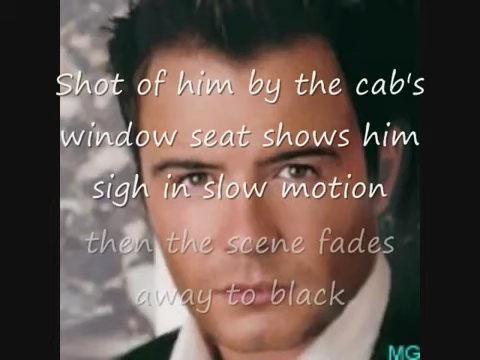 Shot of him by the cab's
window seat shows him
sigh in slow motion
then the scene fades
away to black
MG